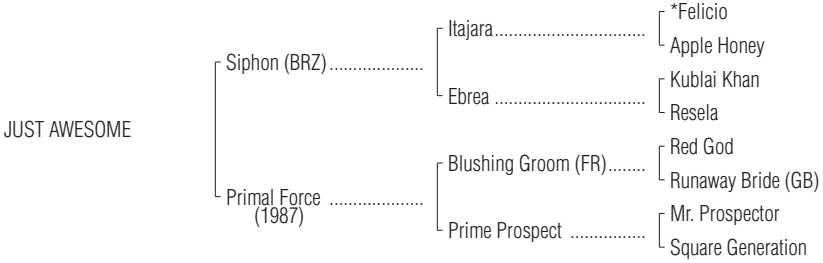 *Felicio
Itajara..............................
Apple Honey
Siphon (BRZ)...................
Kublai Khan
Ebrea ..............................
Resela
JUST AWESOME
Red God
Blushing Groom (FR)........
Runaway Bride (GB)
Primal Force ...................
(1987)
Mr. Prospector
Prime Prospect ...............
Square Generation